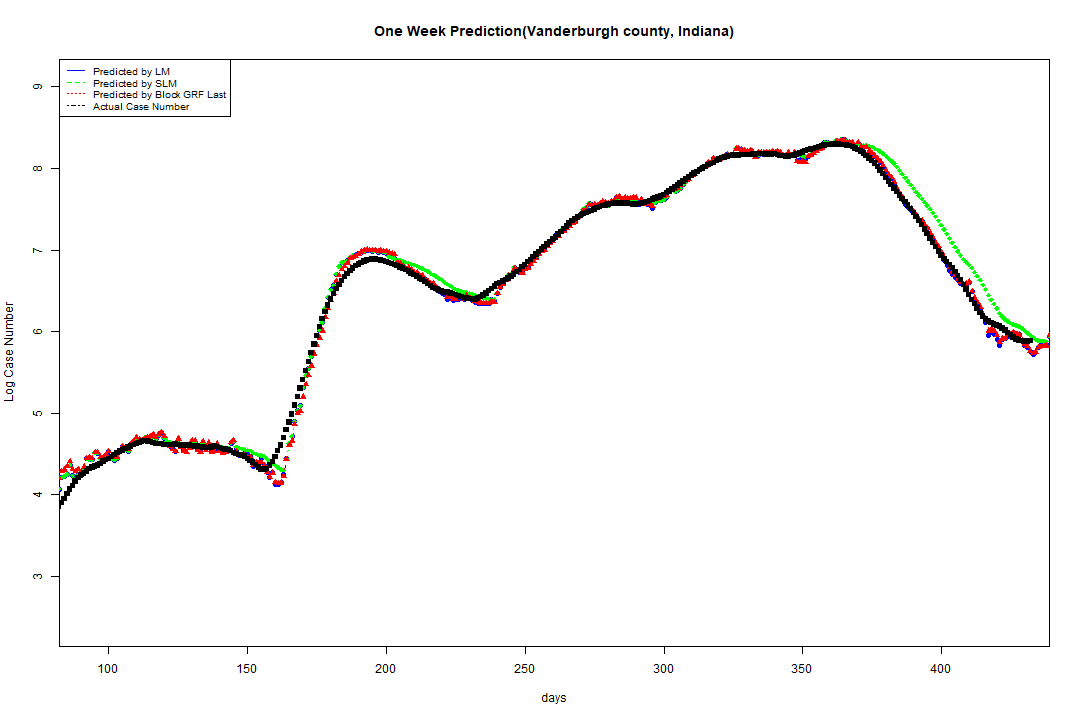 One Week Prediction(Vanderburgh county, Indiana)
Predicted by LM
Predicted by SLM
Predicted by Block GRF Last
Actual Case Number
9
8
7
6
5
4
3
Log Case Number
100 150 200 250 300 350 400
days